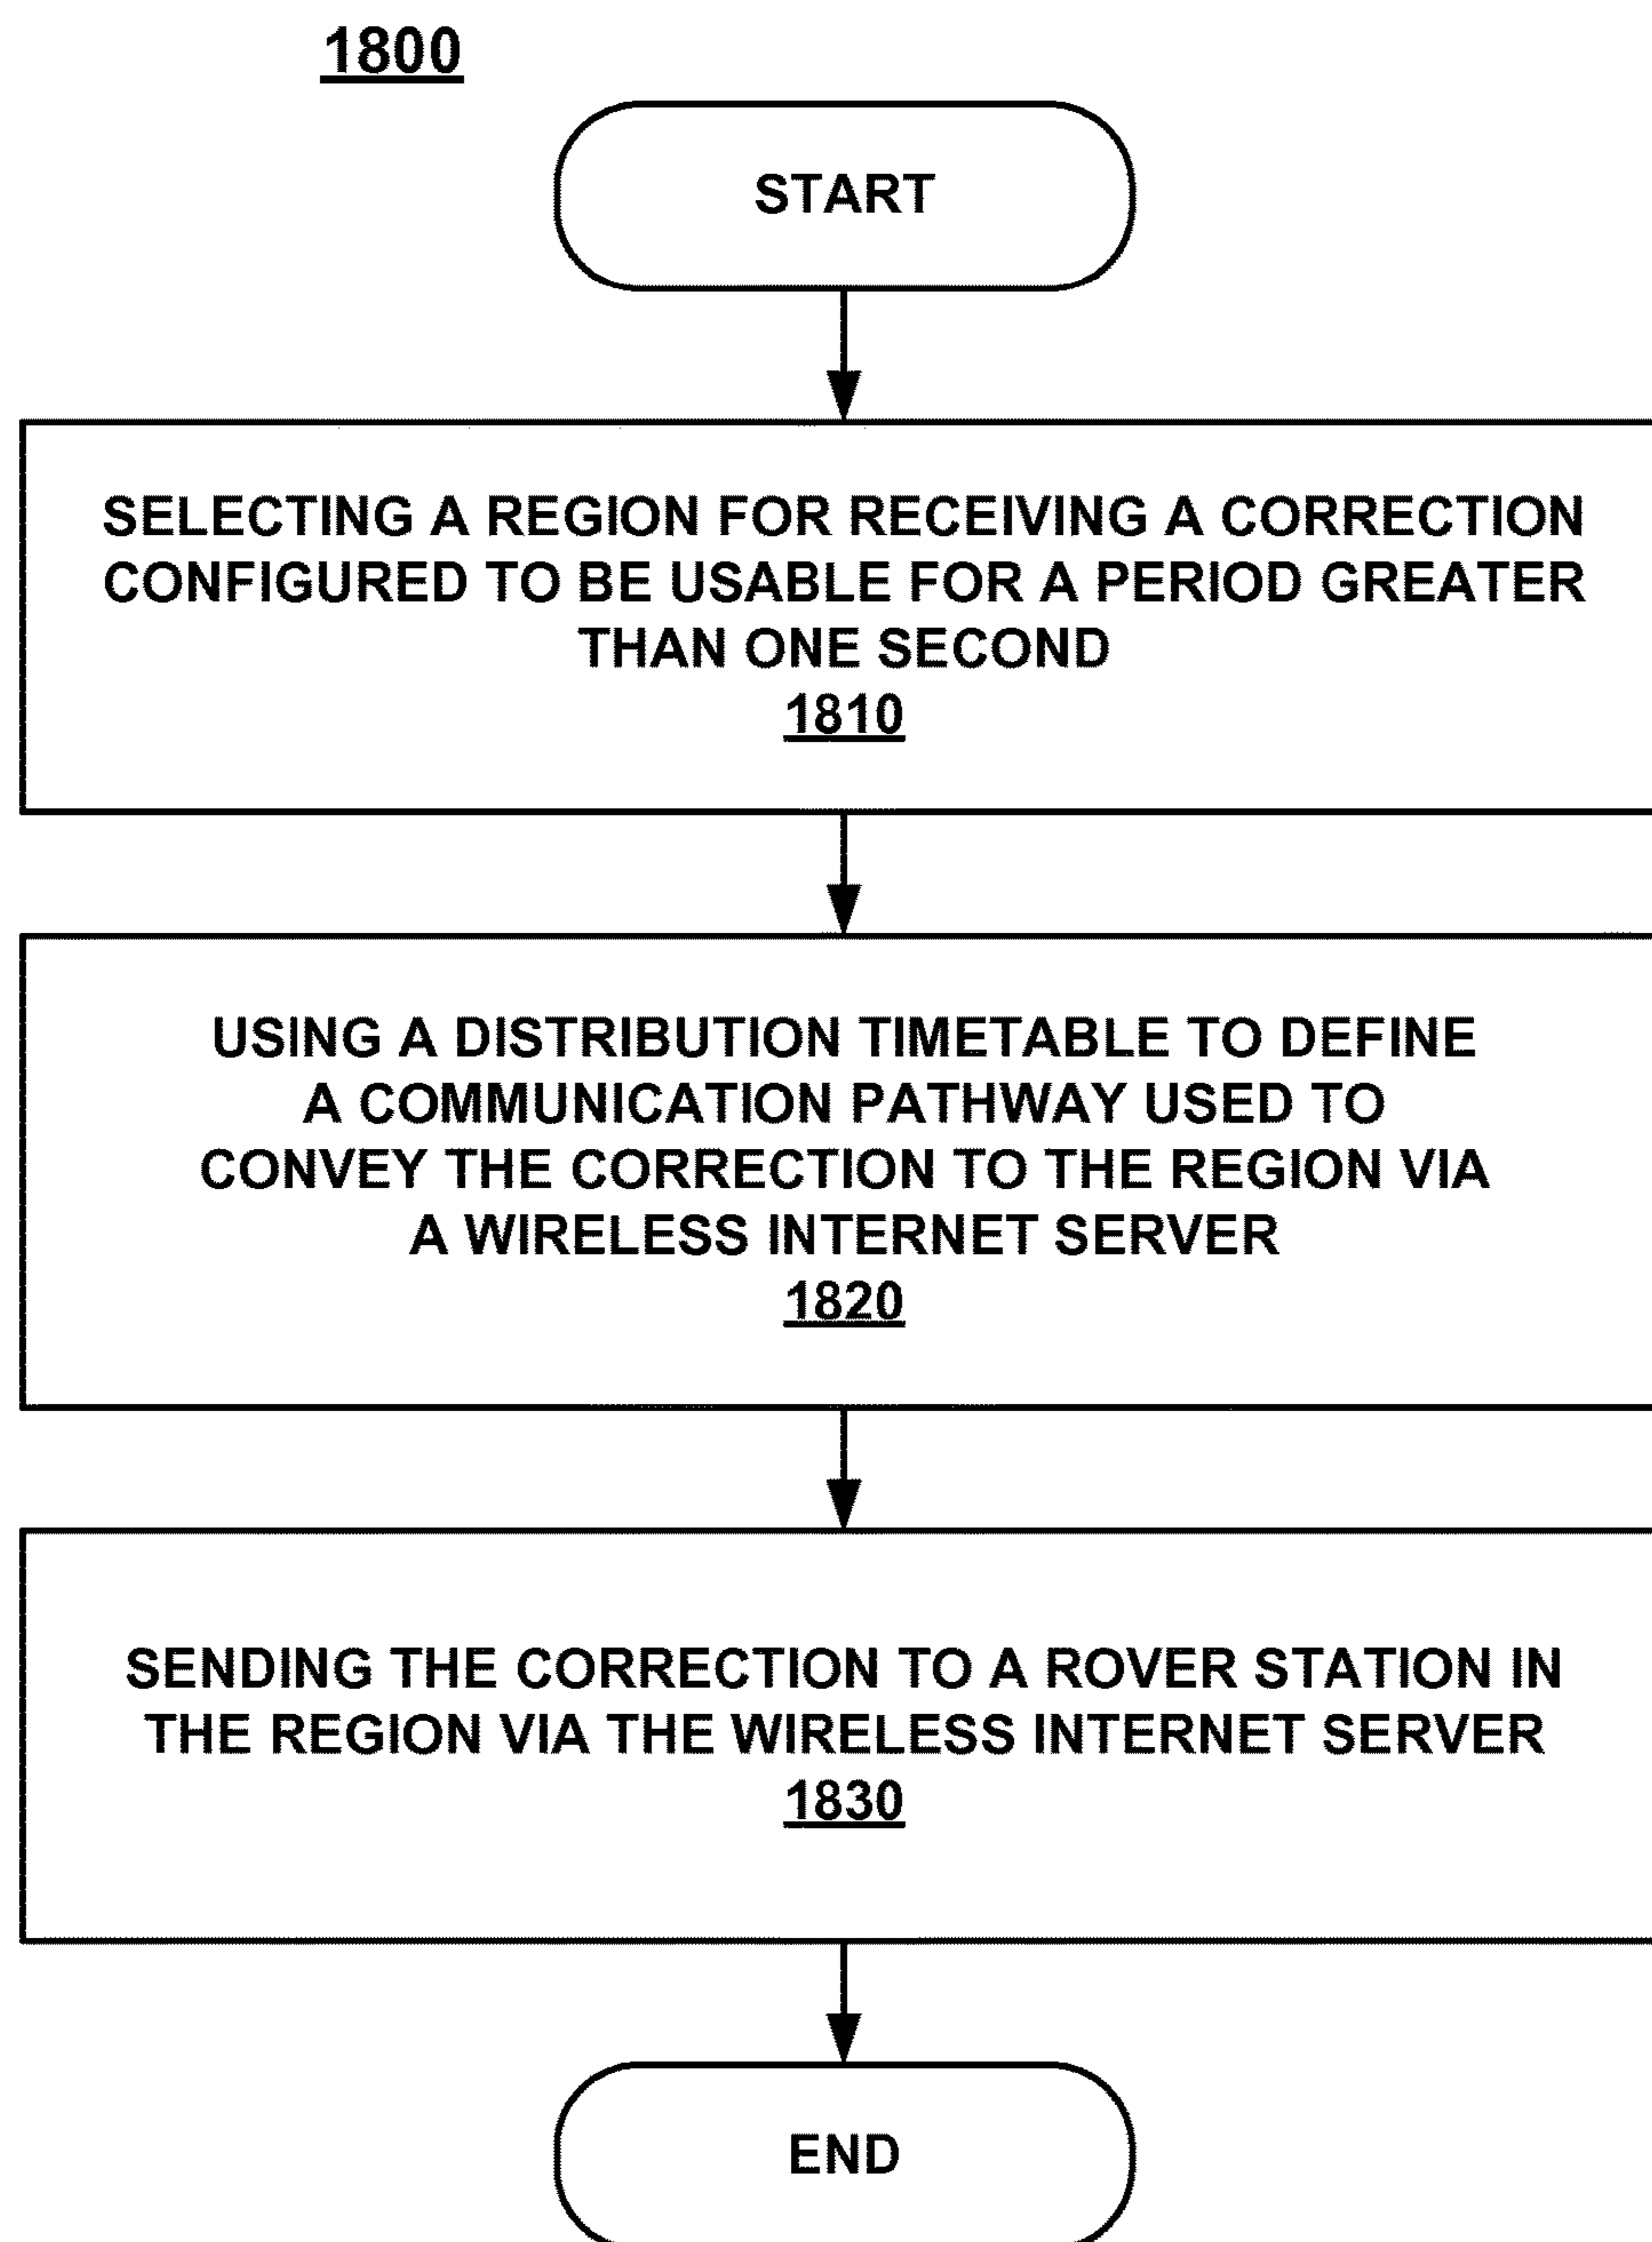 1800
START
SELECTING A REGION FOR RECEIVING A CORRECTION
CONFIGURED TO BE USABLE FOR A PERIOD GREATER
THAN ONE SECOND
1810
USING A DISTRIBUTION TIMETABLE TO DEFINE
A COMMUNICATION PATHWAY USED TO
CONVEY THE CORRECTION TO THE REGION VIA
A WIRELESS INTERNET SERVER
1820
SENDING THE CORRECTION TO A ROVER STATION IN
THE REGION VIA THE WIRELESS INTERNET SERVER
1830
END